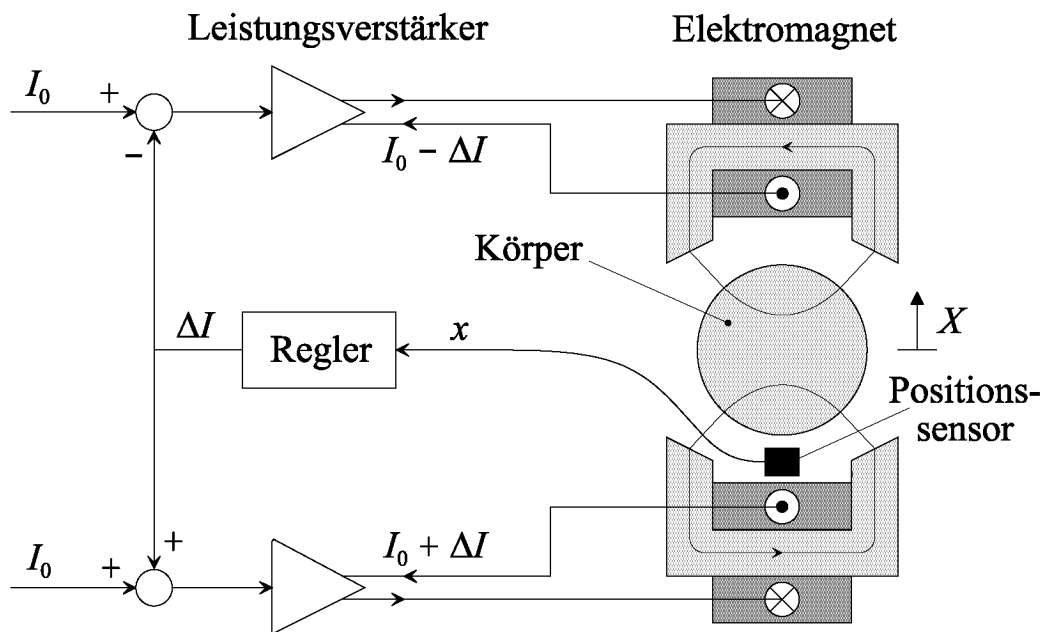 Leistungsverstärker
Elektromagnet
I₀
+
−
I₀ − ΔI
Körper
ΔI
Regler
x
X
Positions-
sensor
+
I₀
+
I₀ + ΔI